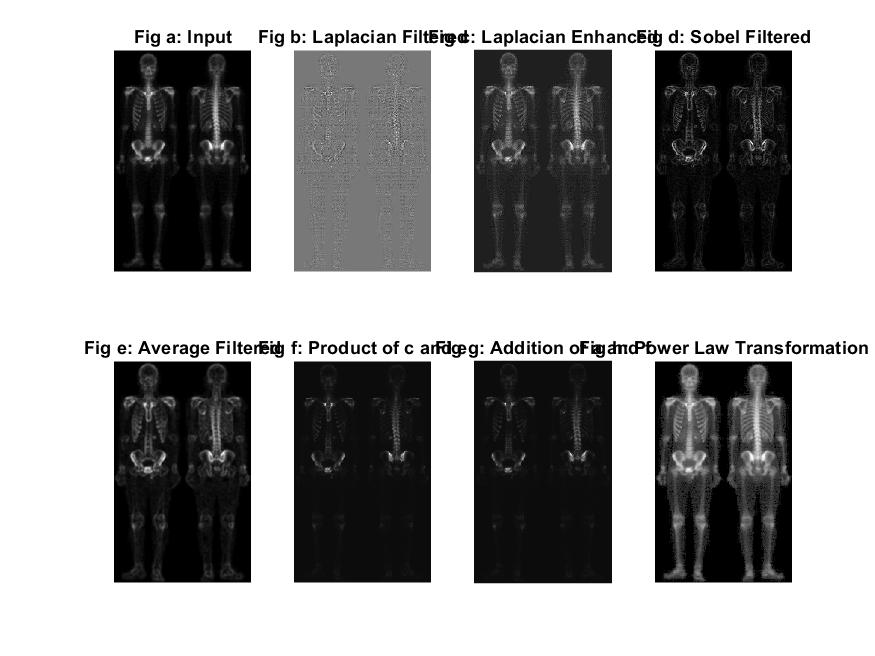 Fig a: Input
Fig b: Laplacian Filtered
Fig c: Laplacian Enhanced
Fig d: Sobel Filtered
Fig e: Average Filtered
Fig f: Product of c and e
Fig g: Addition of a and f
Fig h: Power Law Transformation